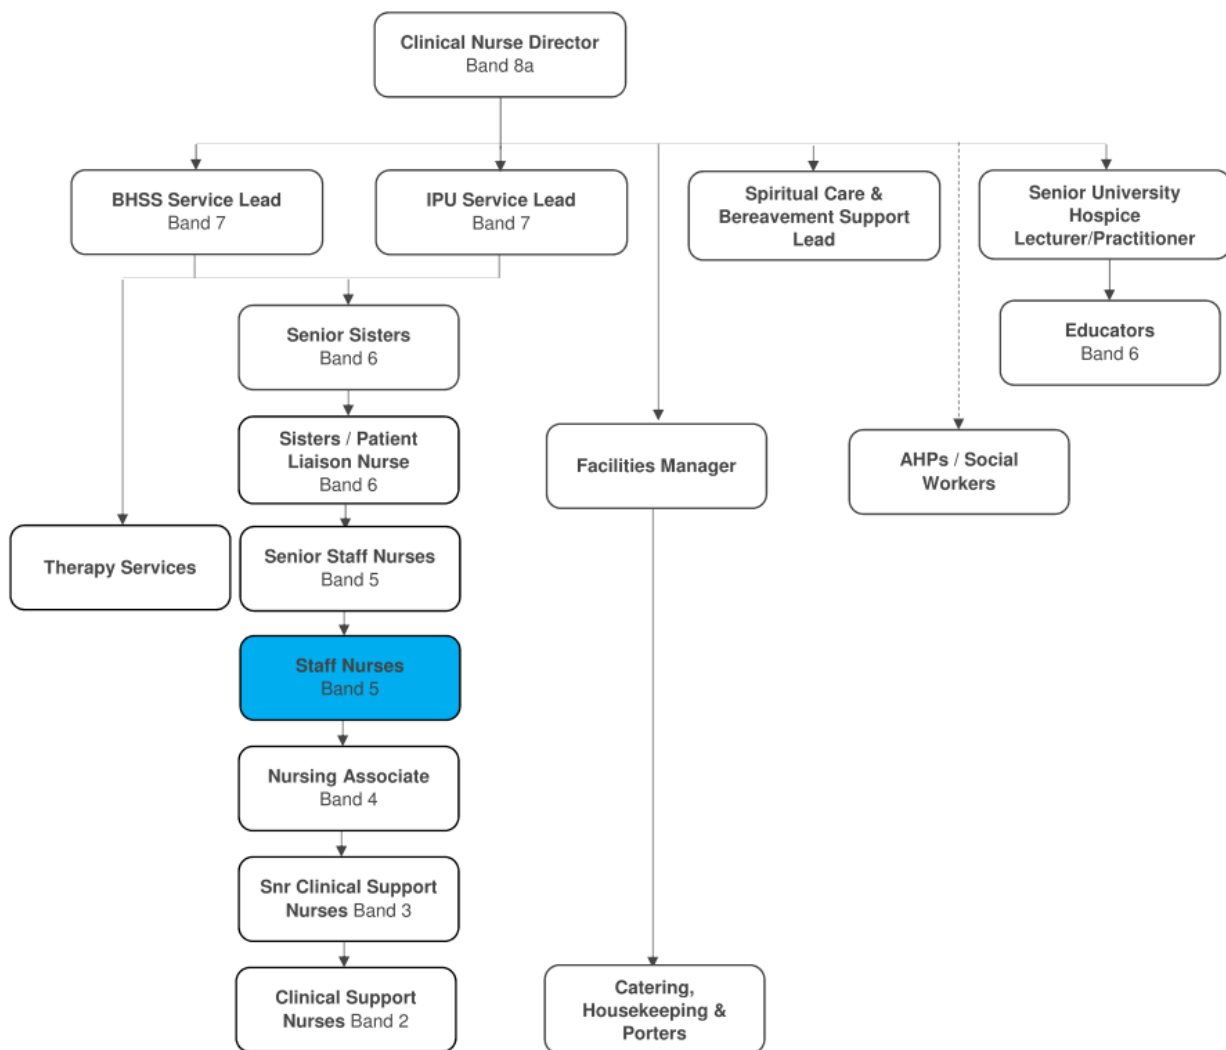 Clinical Nurse Director
Band 8a
BHSS Service Lead
Band 7
IPU Service Lead
Band 7
Spiritual Care &
Bereavement Support
Lead
Senior University
Hospice
Lecturer/Practitioner
Senior Sisters
Band 6
Educators
Band 6
Sisters / Patient
Liaison Nurse
Band 6
Facilities Manager
AHPs / Social
Workers
Therapy Services
Senior Staff Nurses
Band 5
Staff Nurses
Band 5
Nursing Associate
Band 4
Snr Clinical Support
Nurses Band 3
Clinical Support
Nurses Band 2
Catering,
Housekeeping &
Porters